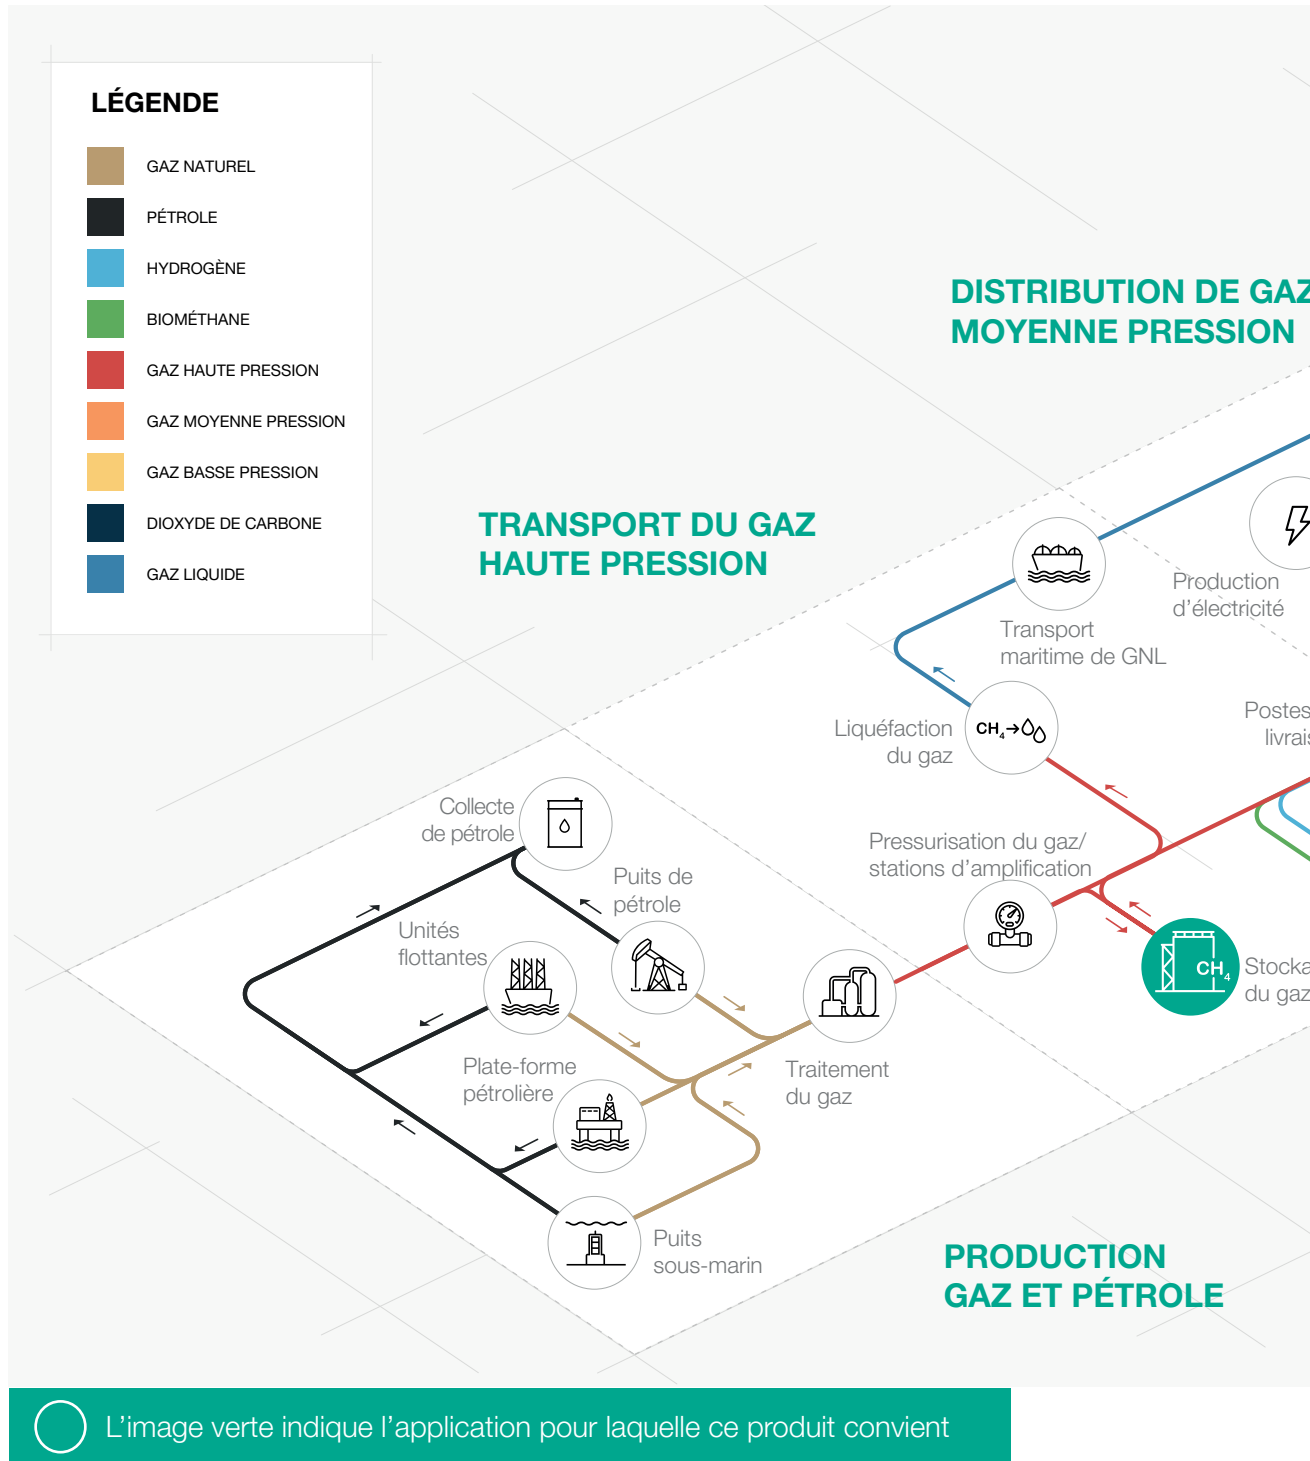 LÉGENDE
GAZ NATUREL
PÉTROLE
HYDROGÈNE
BIOMÉTHANE
GAZ HAUTE PRESSION
GAZ MOYENNE PRESSION
GAZ BASSE PRESSION
DIOXYDE DE CARBONE
GAZ LIQUIDE
DISTRIBUTION DE GAZ
MOYENNE PRESSION
TRANSPORT DU GAZ
HAUTE PRESSION
Production
d'électricité
Transport
maritime de GNL
Liquéfaction
du gaz
CH₄→
Postes
livrais
Collecte
de pétrole
Pressurisation du gaz/
stations d'amplification
Puits de
pétrole
Unités
flottantes
CH₄
Stocka
du gaz
Plate-forme
pétrolière
Traitement
du gaz
Puits
sous-marin
PRODUCTION
GAZ ET PÉTROLE
L'image verte indique l'application pour laquelle ce produit convient